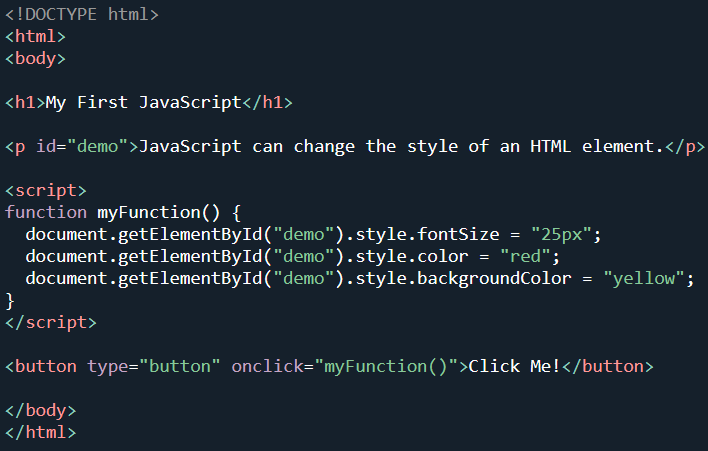 <!DOCTYPE html>
<html>
<body>

<h1>My First JavaScript</h1>

<p id="demo">JavaScript can change the style of an HTML element.</p>

<script>
function myFunction() {
  document.getElementById("demo").style.fontSize = "25px";
  document.getElementById("demo").style.color = "red";
  document.getElementById("demo").style.backgroundColor = "yellow";
}
</script>

<button type="button" onclick="myFunction()">Click Me!</button>

</body>
</html>